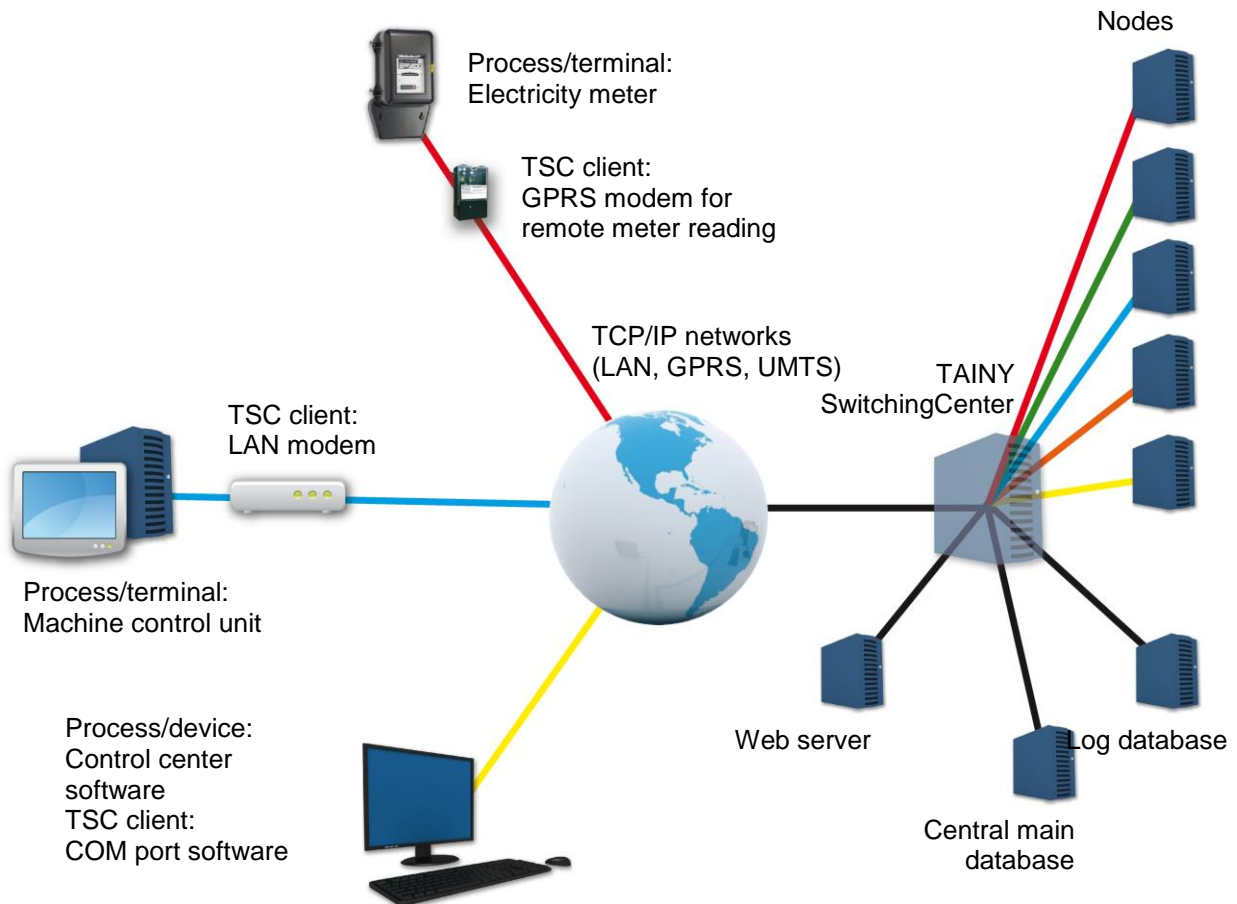 Nodes
Process/terminal:
Electricity meter
TSC client:
GPRS modem for
remote meter reading
TCP/IP networks
(LAN, GPRS, UMTS)
TAINY
SwitchingCenter
TSC client:
LAN modem
Process/terminal:
Machine control unit
Process/device:
Control center
software
TSC client:
COM port software
Web server
Log database
Central main
database